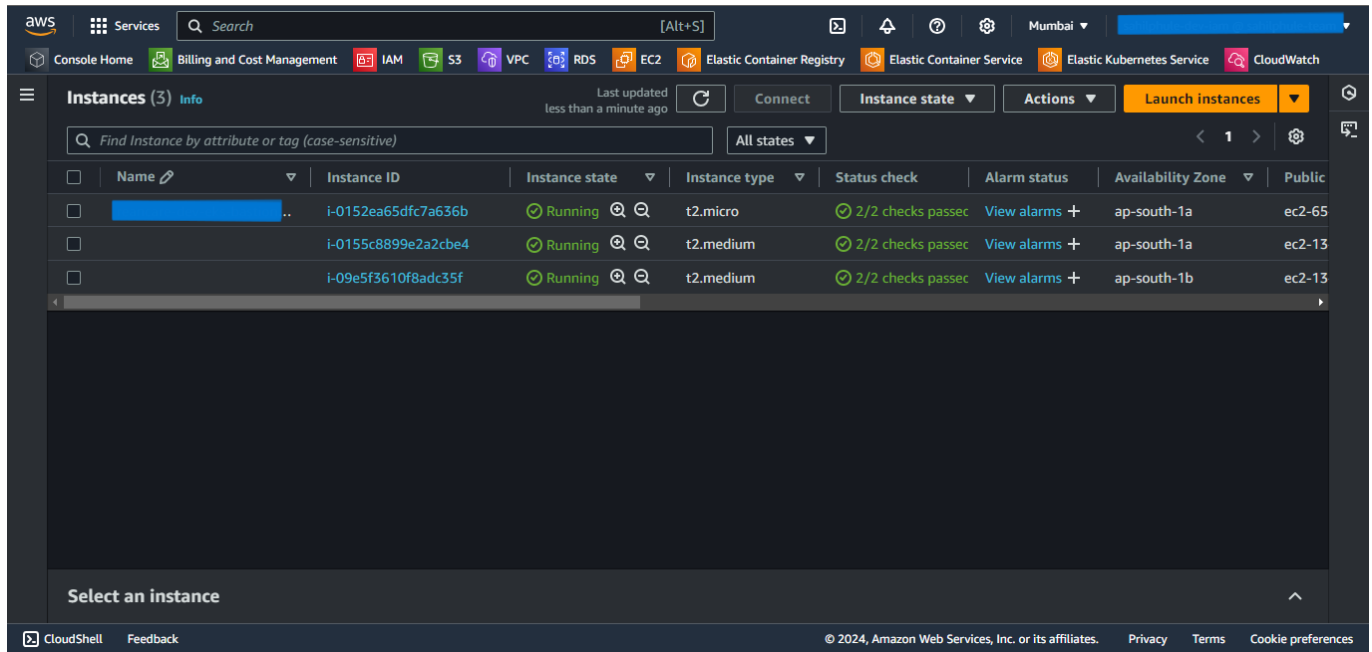 aws Services Search [Alt+S] Mumbai
Console Home Billing and Cost Management IAM S3 VPC RDS EC2 Elastic Container Registry Elastic Container Service Elastic Kubernetes Service CloudWatch
Instances (3) Info Last updated less than a minute ago Connect Instance state Actions Launch instances
Find Instance by attribute or tag (case-sensitive) All states 1
Name Instance ID Instance state Instance type Status check Alarm status Availability Zone Public
.. i-0152ea65dfc7a636b Running t2.micro 2/2 checks passec View alarms + ap-south-1a ec2-65
i-0155c8899e2a2cbe4 Running t2.medium 2/2 checks passec View alarms + ap-south-1a ec2-13
i-09e5f3610f8adc35f Running t2.medium 2/2 checks passec View alarms + ap-south-1b ec2-13
Select an instance
CloudShell Feedback © 2024, Amazon Web Services, Inc. or its affiliates. Privacy Terms Cookie preferences